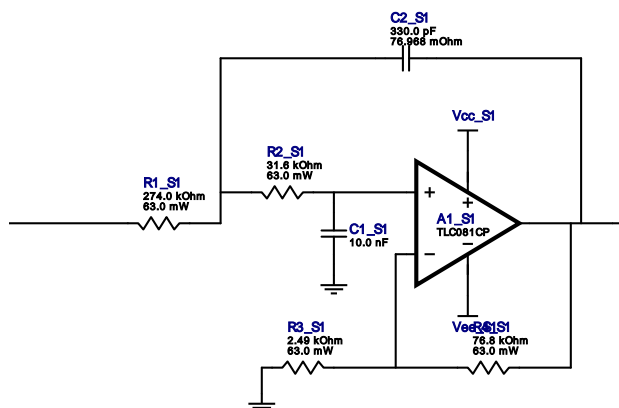 C2_S1
330.0 pF
76.968 mOhm
Vcc_S1
R2_S1
31.6 kOhm
63.0 mW
R1_S1
274.0 kOhm
63.0 mW
+
+
A1_S1
TLC081CP
C1_S1
10.0 nF
−
−
R3_S1
2.49 kOhm
63.0 mW
R4_S1
76.8 kOhm
63.0 mW